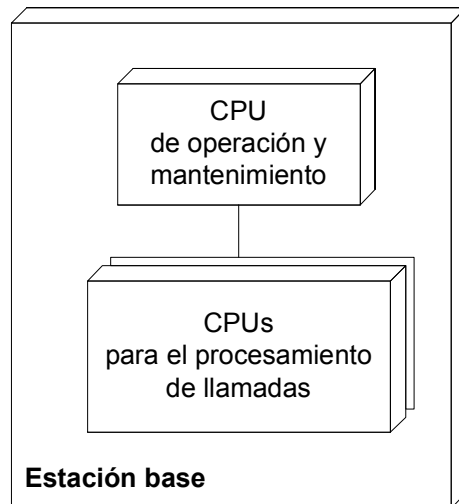 CPU
de operación y
mantenimiento
CPUs
para el procesamiento
de llamadas
Estación base